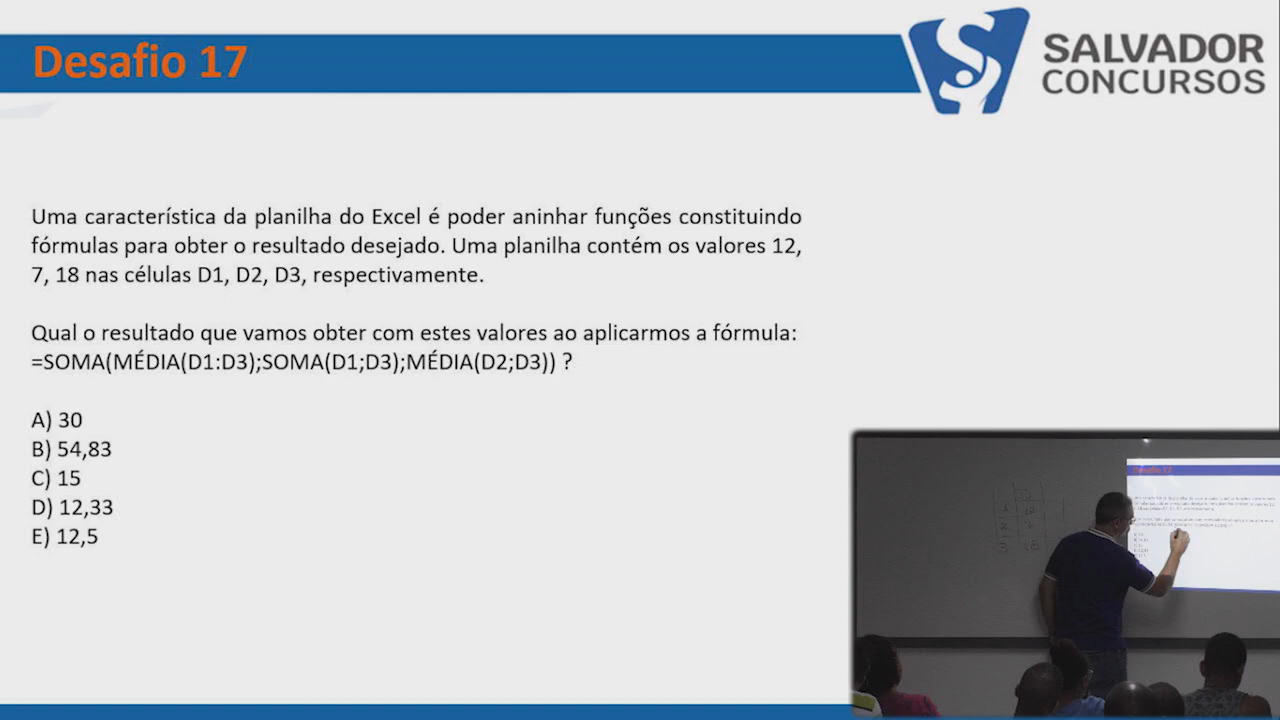 Desafio 17
SALVADOR
CONCURSOS
Uma característica da planilha do Excel é poder aninhar funções constituindo
fórmulas para obter o resultado desejado. Uma planilha contém os valores 12,
7, 18 nas células D1, D2, D3, respectivamente.
Qual o resultado que vamos obter com estes valores ao aplicarmos a fórmula:
=SOMA(MÉDIA(D1:D3);SOMA(D1;D3);MÉDIA(D2;D3)) ?
A) 30
B) 54,83
C) 15
D) 12,33
E) 12,5
Desafio 17